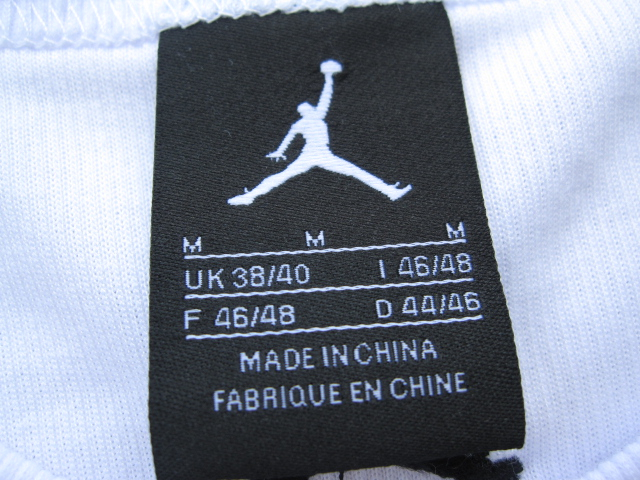 M M M
UK 38/40 I 46/48
F 46/48 D 44/46
MADE IN CHINA
FABRIQUE EN CHINE